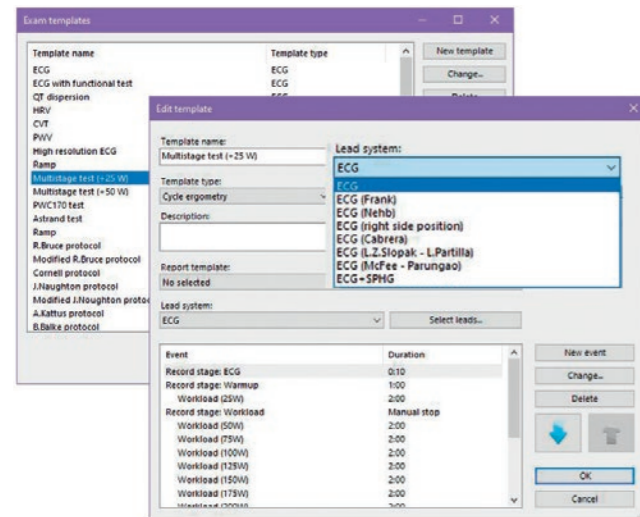 Exam templates
Template name Template type
New template
ECG ECG
Change...
ECG with functional test ECG
QT dispersion
HRV
CVT
PWV
High resolution ECG
Ramp
Multistage test (+25 W)
Multistage test (+50 W)
PWC170 test
Astrand test
Ramp
R.Bruce protocol
Modified R.Bruce protocol
Cornell protocol
J.Naughton protocol
Modified J.Noughton protoc
A.Kattus protocol
B.Balke protocol
Edit template
Template name:
Multistage test (+25 W)
Template type:
Cycle ergometry
Description:
Report template:
No selected
Lead system:
ECG
Select leads...
Lead system:
ECG
ECG
ECG (Frank)
ECG (Nehb)
ECG (right side position)
ECG (Cabrera)
ECG (L.Z.Slopak - L.Partilla)
ECG (McFee - Parungao)
ECG+SPHG
Event Duration
Record stage: ECG 0:10
Record stage: Warmup 1:00
Workload (25W) 2:00
Record stage: Workload Manual stop
Workload (50W) 2:00
Workload (75W) 2:00
Workload (100W) 2:00
Workload (125W) 2:00
Workload (150W) 2:00
Workload (175W) 2:00
New event
Change...
Delete
OK
Cancel